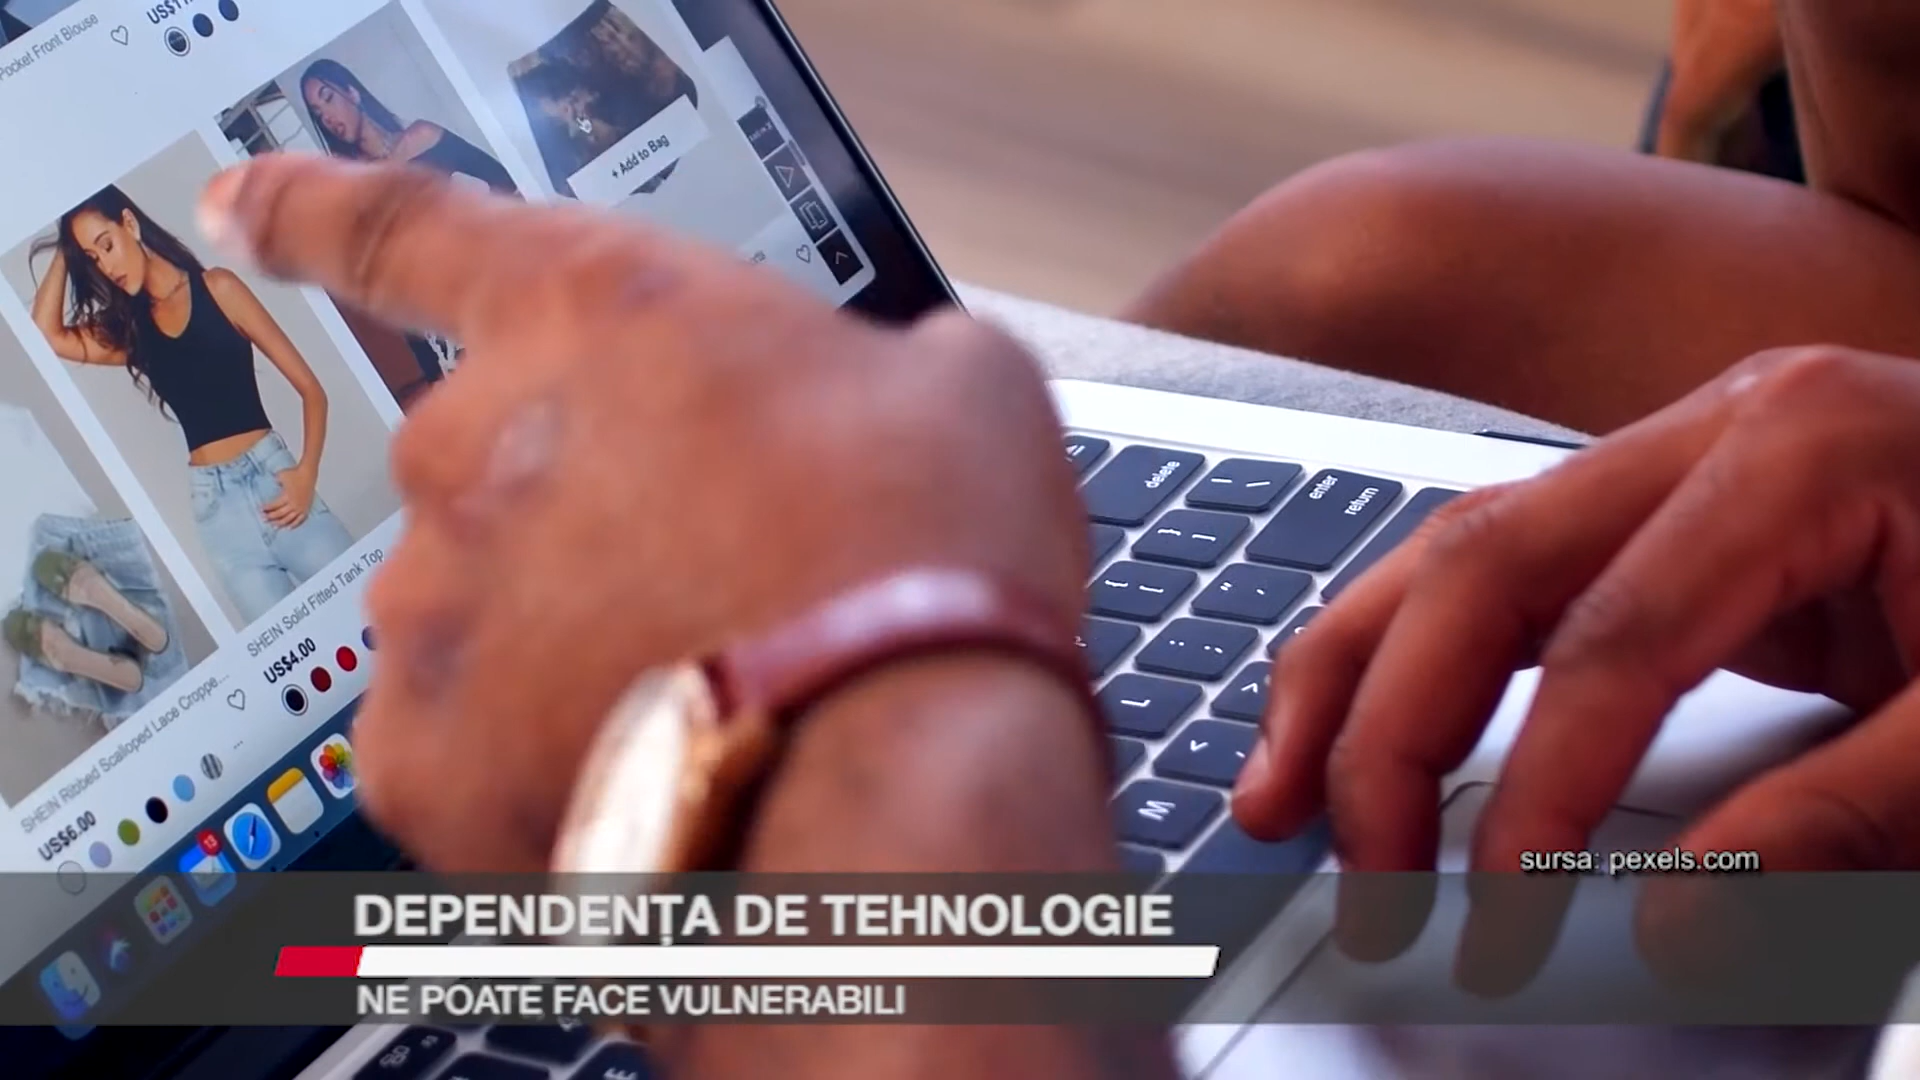 Pocket Front Blouse
+ Add to Bag
SHEIN Solid Fitted Tank Top
US$4.00
SHEIN Ribbed Scalloped Lace Croppe...
US$6.00
13
delete
enter
return
L
M
sursa: pexels.com
DEPENDENȚA DE TEHNOLOGIE
NE POATE FACE VULNERABILI